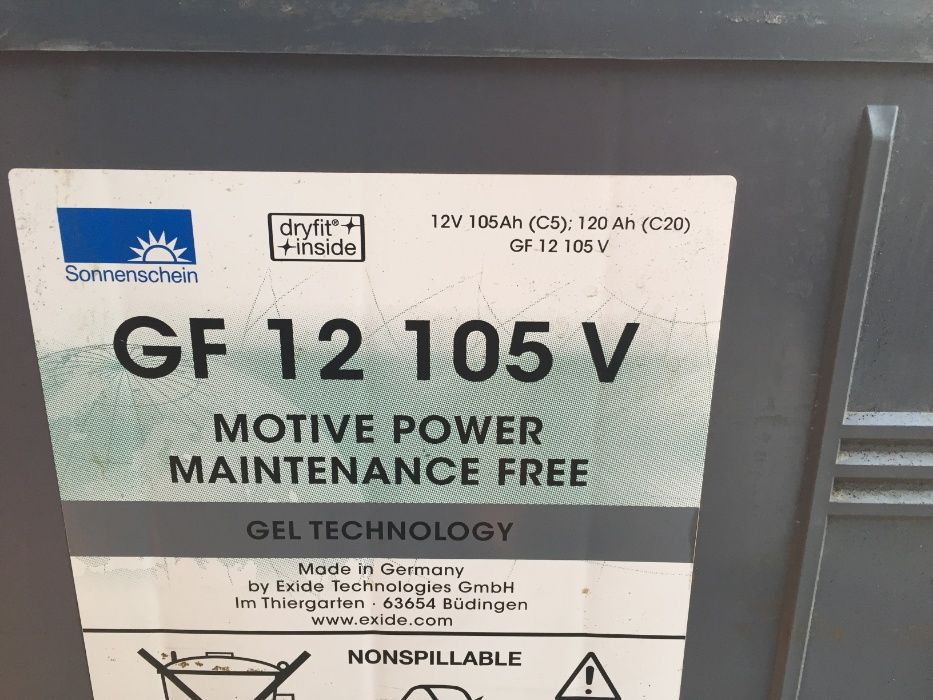 Sonnenschein
dryfit®
inside
12V 105Ah (C5); 120 Ah (C20)
GF 12 105 V
GF 12 105 V
MOTIVE POWER
MAINTENANCE FREE
GEL TECHNOLOGY
Made in Germany
by Exide Technologies GmbH
Im Thiergarten · 63654 Büdingen
www.exide.com
NONSPILLABLE